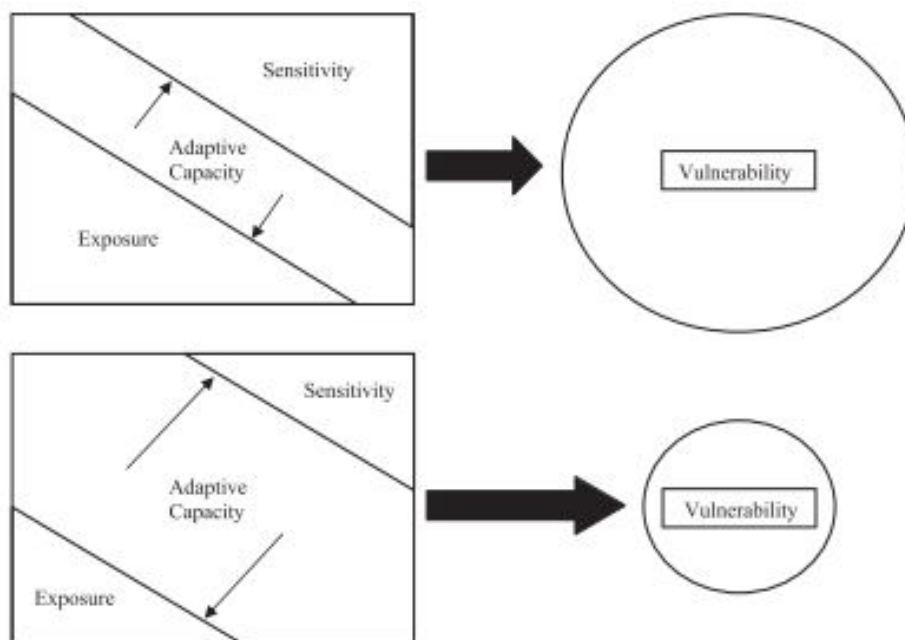 Sensitivity
Adaptive
Capacity
Exposure
Vulnerability
Sensitivity
Adaptive
Capacity
Exposure
Vulnerability